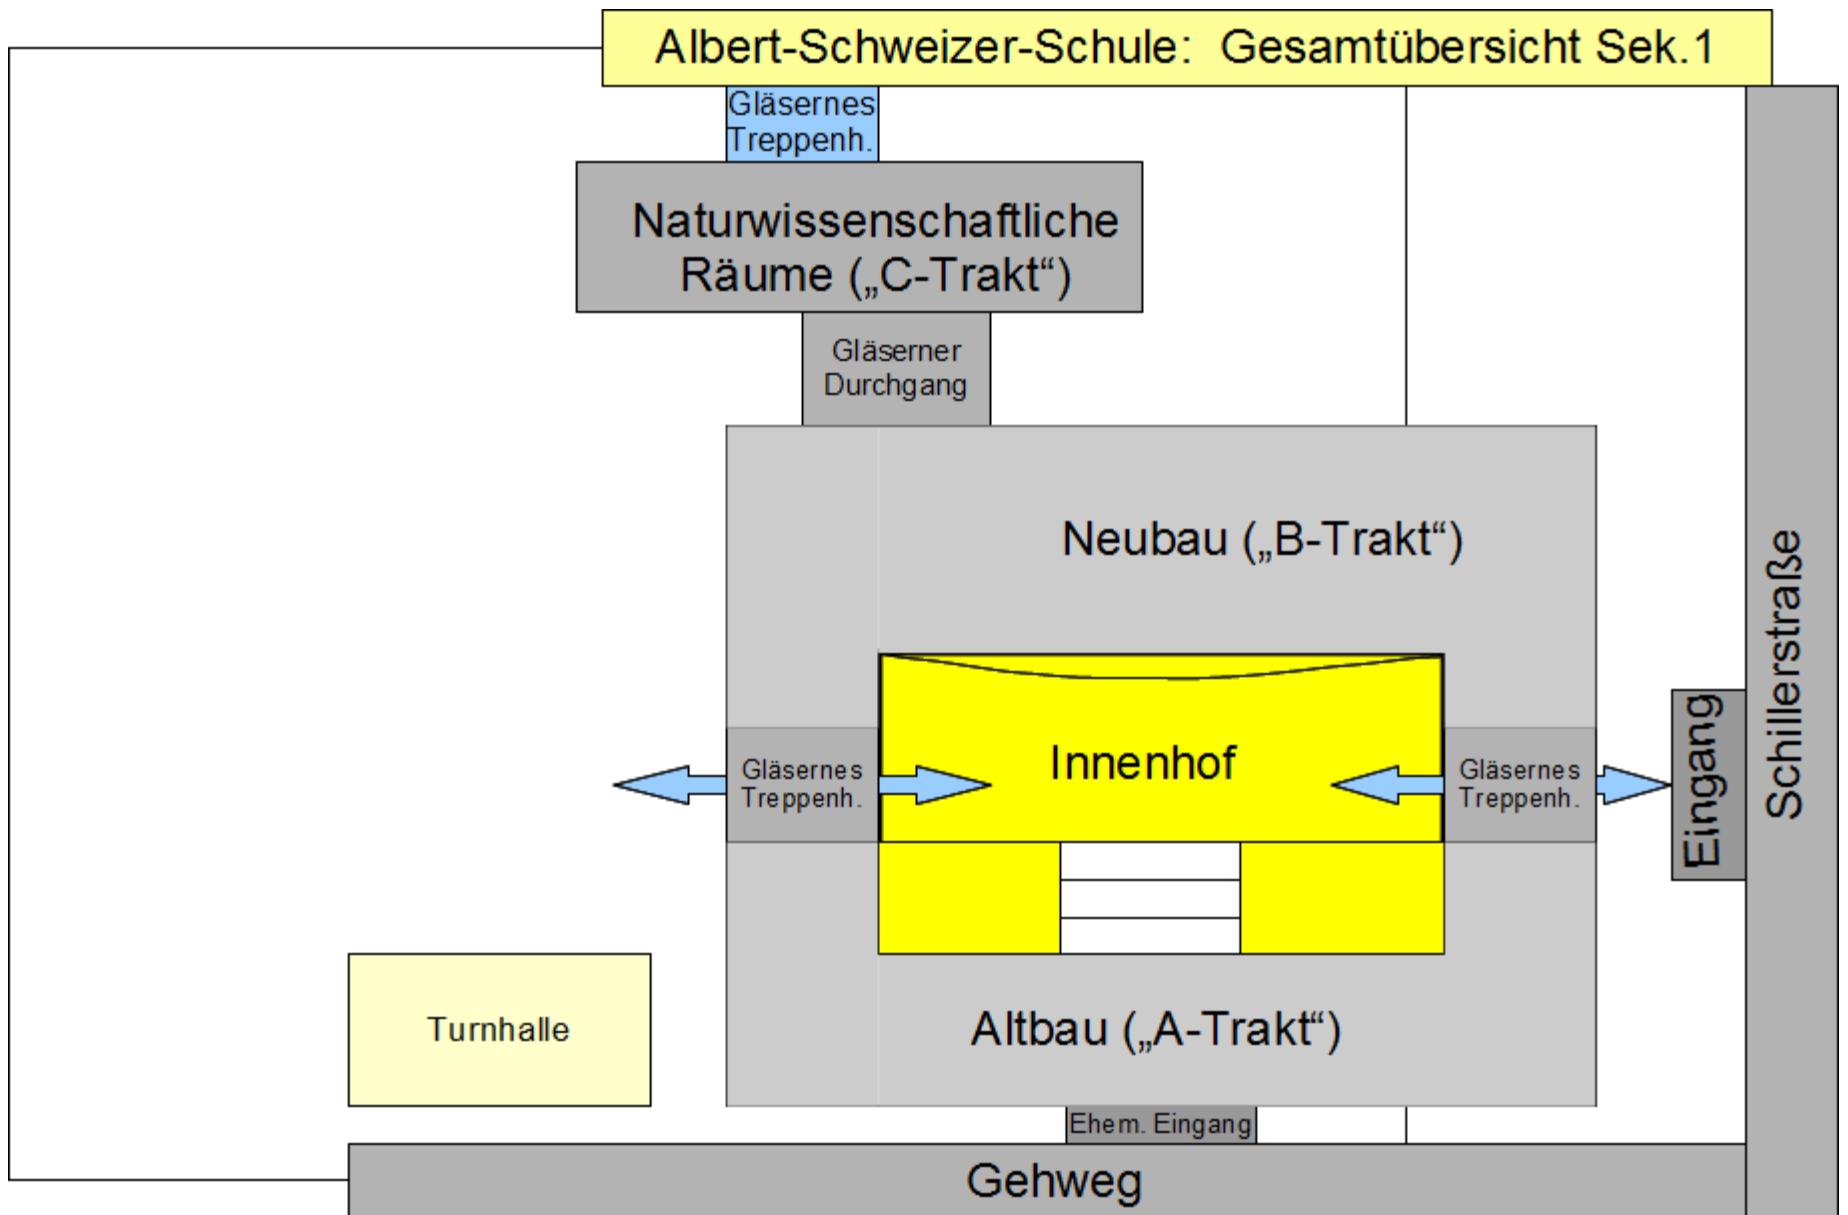 Albert-Schweizer-Schule:  Gesamtübersicht Sek.1
Gläsernes
Treppenh.
Naturwissenschaftliche
Räume („C-Trakt“)
Gläserner
Durchgang
Neubau („B-Trakt“)
Schillerstraße
Eingang
Innenhof
Gläsernes
Treppenh.
Gläsernes
Treppenh.
Turnhalle
Altbau („A-Trakt“)
Ehem. Eingang
Gehweg